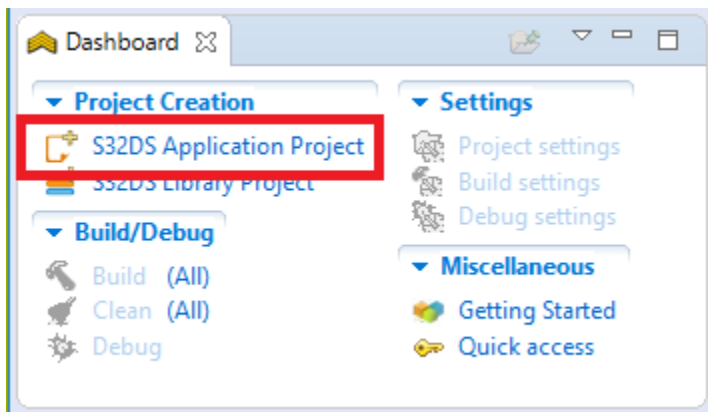 Dashboard
Project Creation
S32DS Application Project
S32DS Library Project
Build/Debug
Build (All)
Clean (All)
Debug
Settings
Project settings
Build settings
Debug settings
Miscellaneous
Getting Started
Quick access